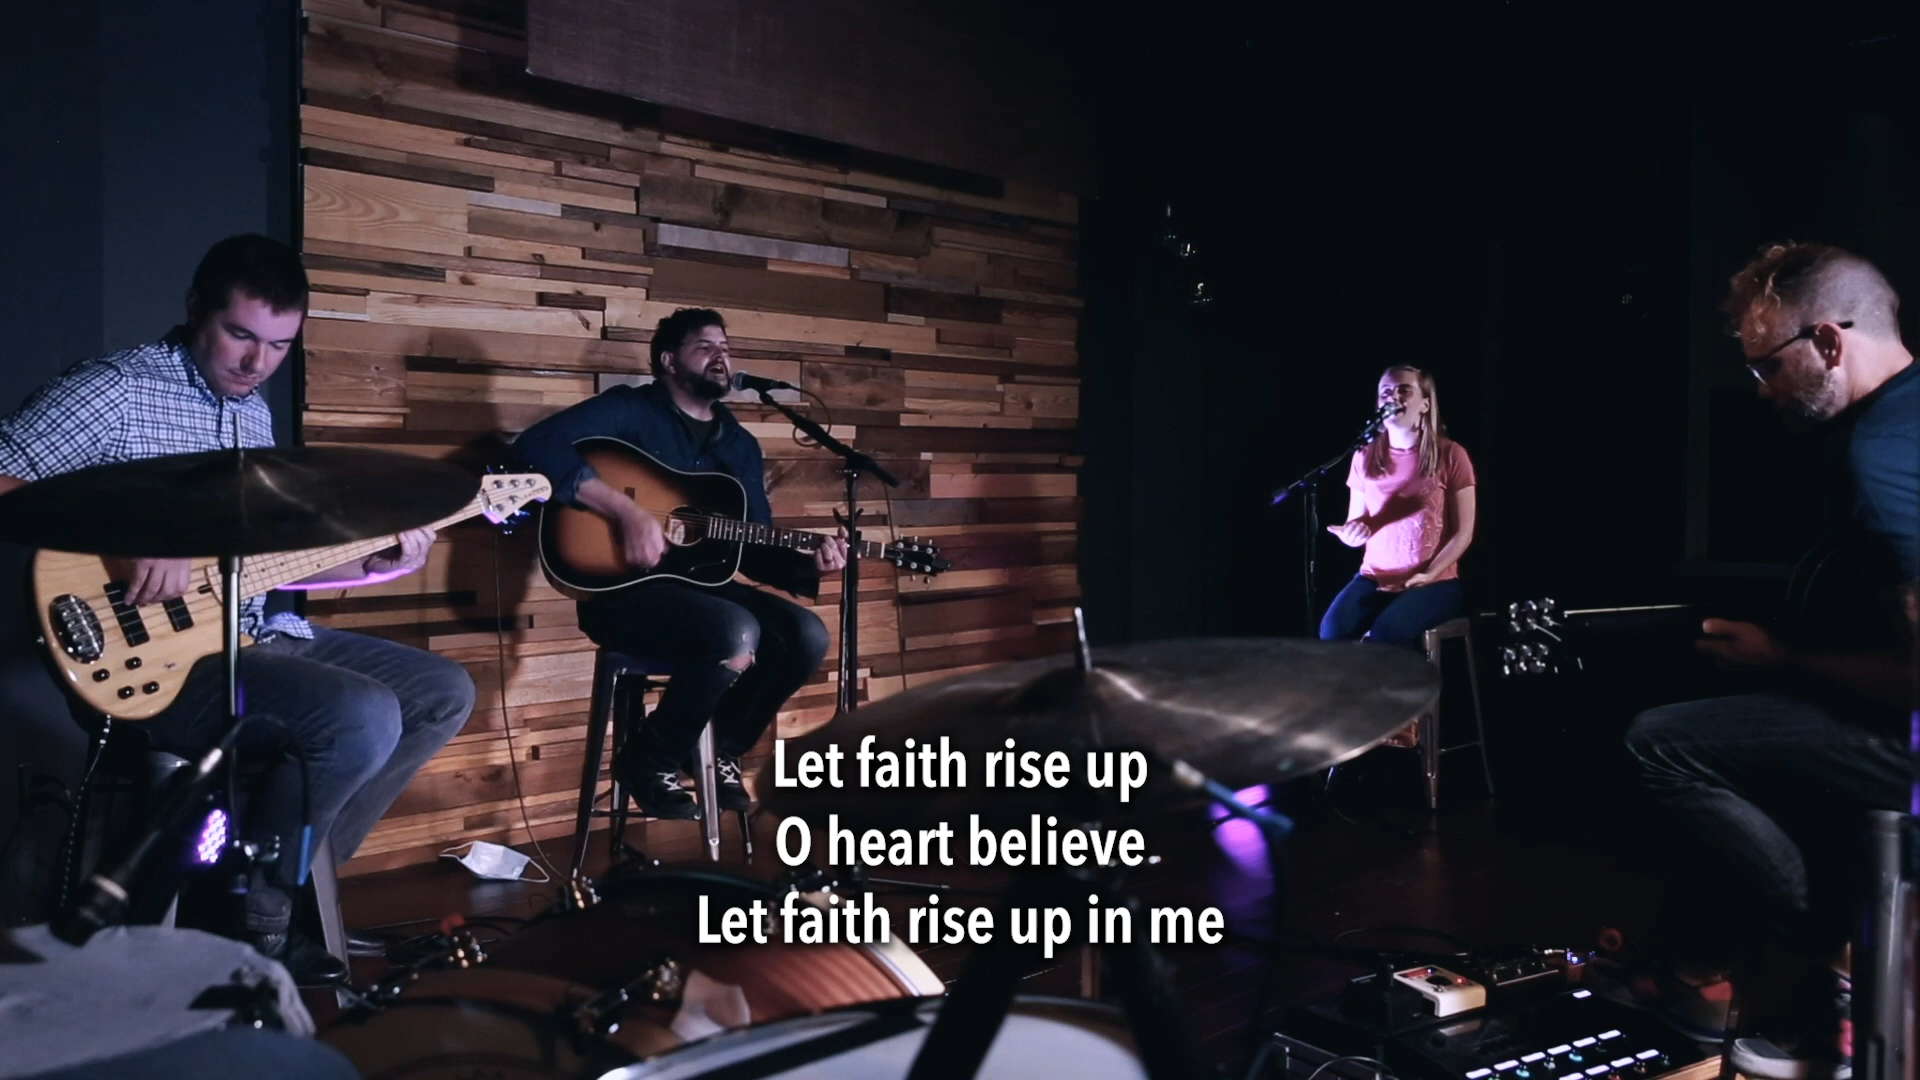 Let faith rise up
O heart believe
Let faith rise up in me